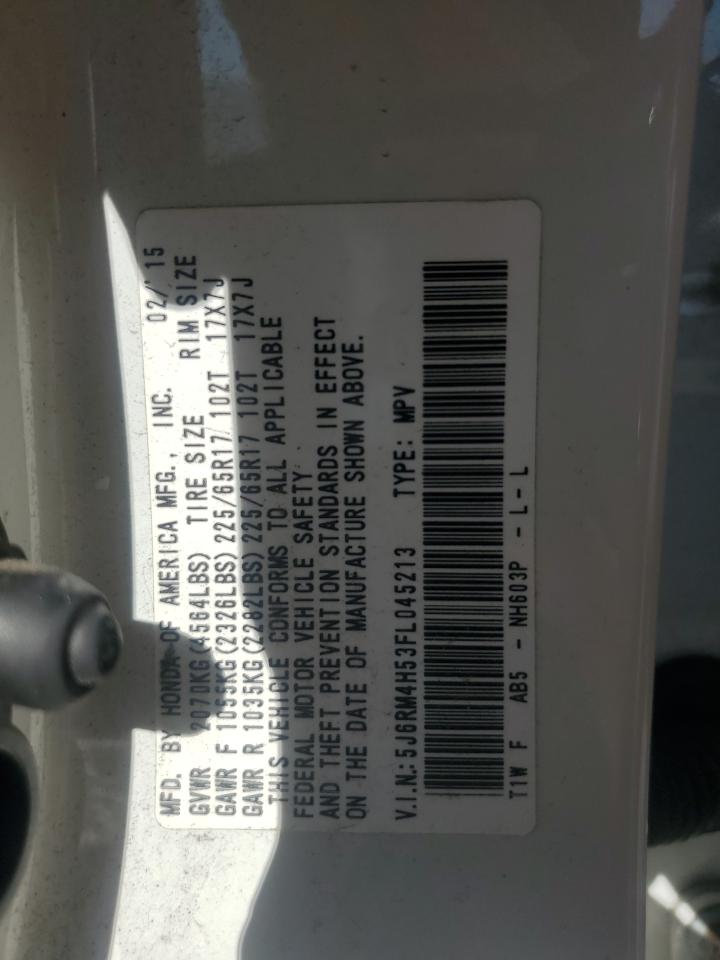 MFD. BY HONDA OF AMERICA MFG., INC. 02/'15
GVWR 2070KG(4564LBS) TIRE SIZE RIM SIZE
GAWR F 1055KG(2326LBS) 225/65R17 102T 17X7J
GAWR R 1035KG(2282LBS) 225/65R17 102T 17X7J
THIS VEHICLE CONFORMS TO ALL APPLICABLE
FEDERAL MOTOR VEHICLE SAFETY
AND THEFT PREVENTION STANDARDS IN EFFECT
ON THE DATE OF MANUFACTURE SHOWN ABOVE.
V.I.N.: 5J6RM4H53FL045213 TYPE: MPV
T1W F AB5 - NH603P - L - L